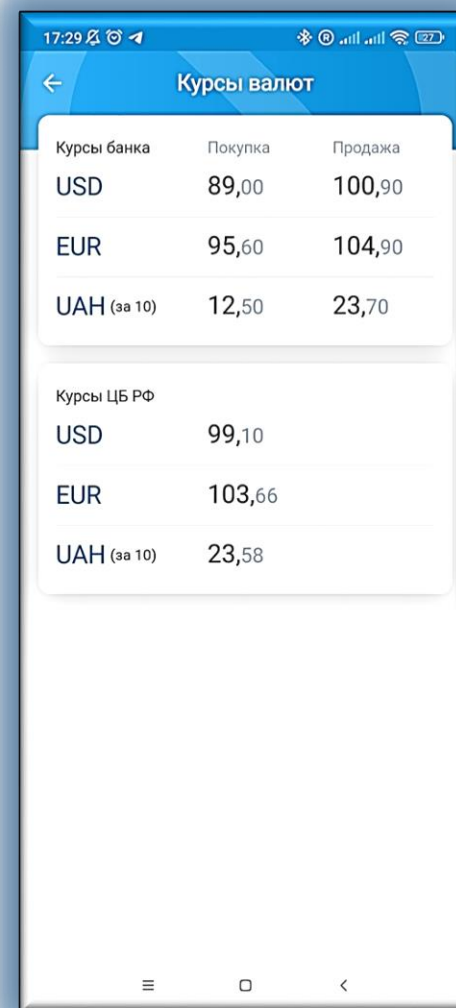 17:29
27
Курсы валют
Курсы банка Покупка Продажа
USD 89,00 100,90
EUR 95,60 104,90
UAH (за 10) 12,50 23,70
Курсы ЦБ РФ
USD 99,10
EUR 103,66
UAH (за 10) 23,58